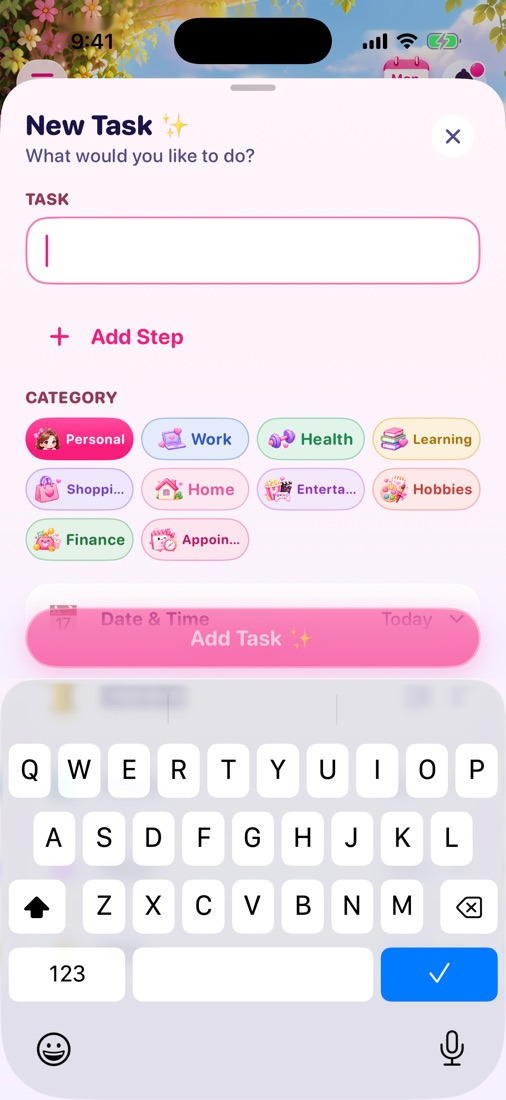 9:41
Mon
New Task ✨
What would you like to do?
TASK
+ Add Step
CATEGORY
Personal Work Health Learning
Shoppi... Home Enterta... Hobbies
Finance Appoin...
17 Date & Time Today
Add Task ✨
Q W E R T Y U I O P
A S D F G H J K L
Z X C V B N M
123